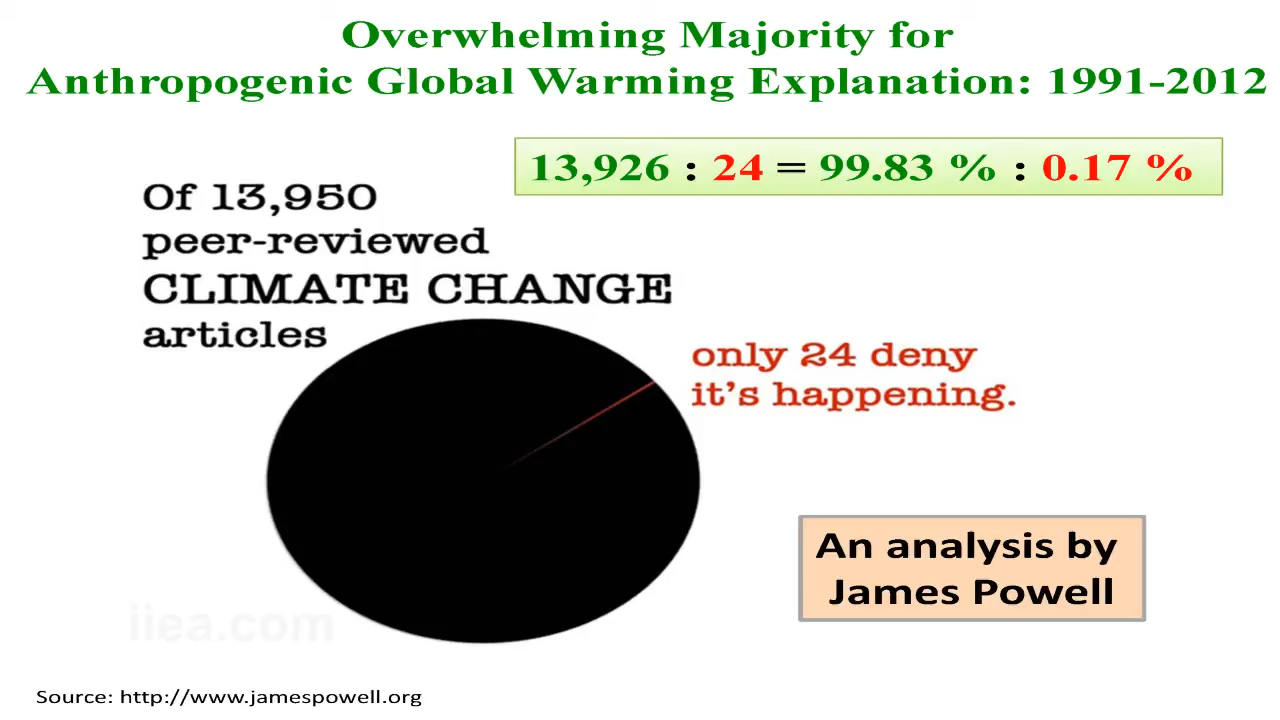 Overwhelming Majority for
Anthropogenic Global Warming Explanation: 1991-2012
13,926 : 24 = 99.83 % : 0.17 %
Of 13,950
peer-reviewed
CLIMATE CHANGE
articles
only 24 deny
it's happening.
An analysis by
James Powell
iiea.com
Source: http://www.jamespowell.org